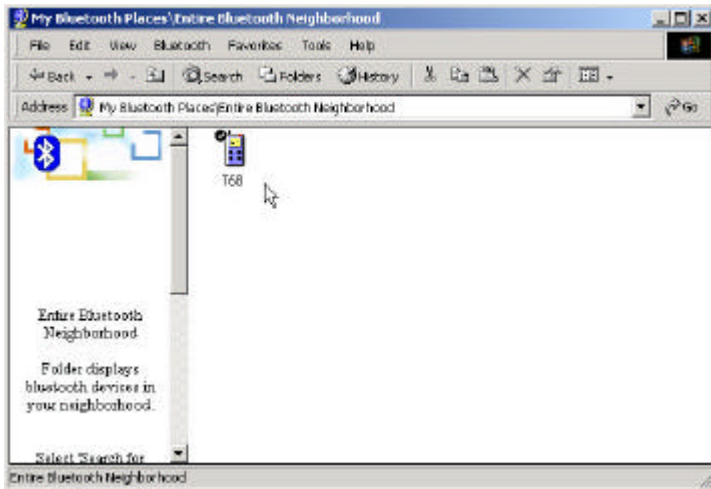 My Bluetooth Places\Entire Bluetooth Neighborhood
File Edit View Bluetooth Favorites Tools Help
Back Search Folders History
Address My Bluetooth Places\Entire Bluetooth Neighborhood Go
T68
Entire Bluetooth
Neighborhood
Folder displays
bluetooth devices in
your neighborhood.
Select 'Search for
Entire Bluetooth Neighborhood